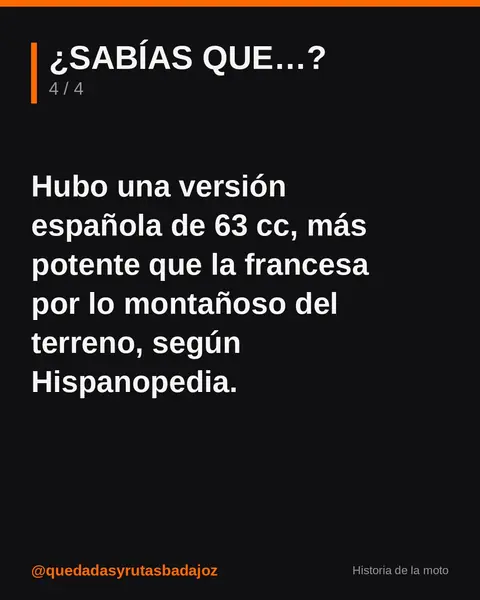 ¿SABÍAS QUE…?
4 / 4
Hubo una versión
española de 63 cc, más
potente que la francesa
por lo montañoso del
terreno, según
Hispanopedia.
@quedadasyrutasbadajoz
Historia de la moto